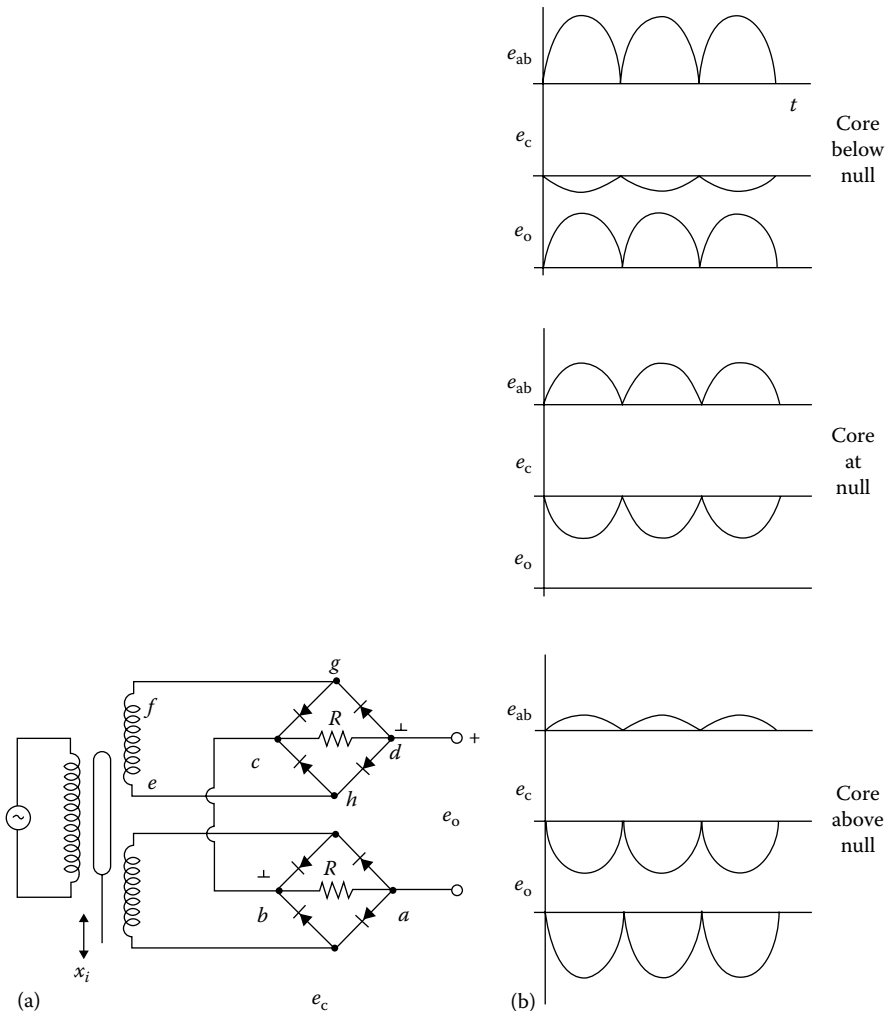 e_ab
t
e_c
Core
below
null
e_o
e_ab
Core
at
null
e_c
e_o
g
f
R
c
d
+
e
h
e_o
R
b
a
x_i
(a)
e_c
e_ab
e_c
Core
above
null
e_o
(b)